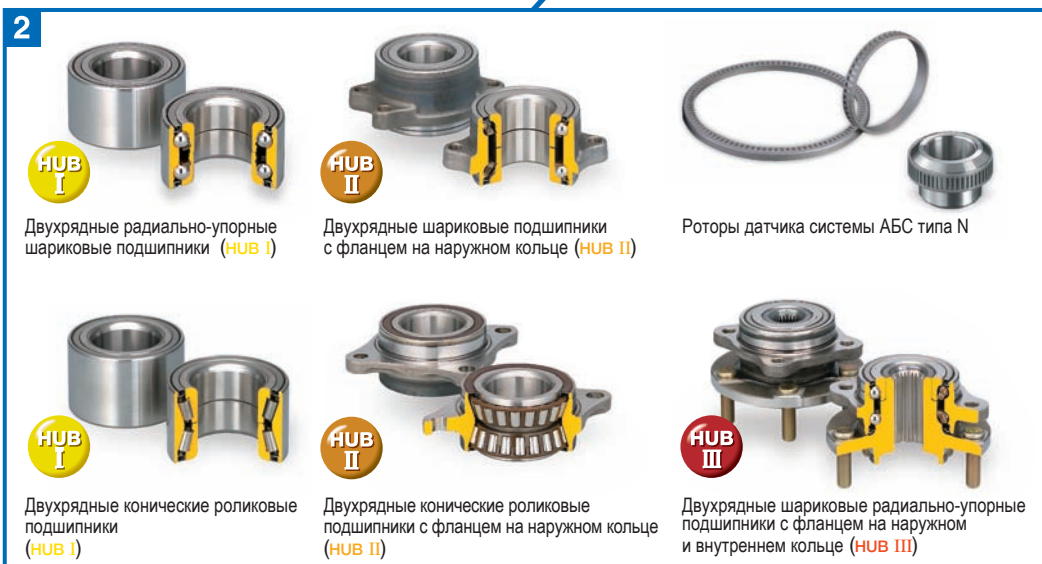 2
HUB
I
Двухрядные радиально-упорные
шариковые подшипники (HUB I)
HUB
II
Двухрядные шариковые подшипники
с фланцем на наружном кольце (HUB II)
Роторы датчика системы АБС типа N
HUB
I
Двухрядные конические роликовые
подшипники
(HUB I)
HUB
II
Двухрядные конические роликовые
подшипники с фланцем на наружном кольце
(HUB II)
HUB
III
Двухрядные шариковые радиально-упорные
подшипники с фланцем на наружном
и внутреннем кольце (HUB III)